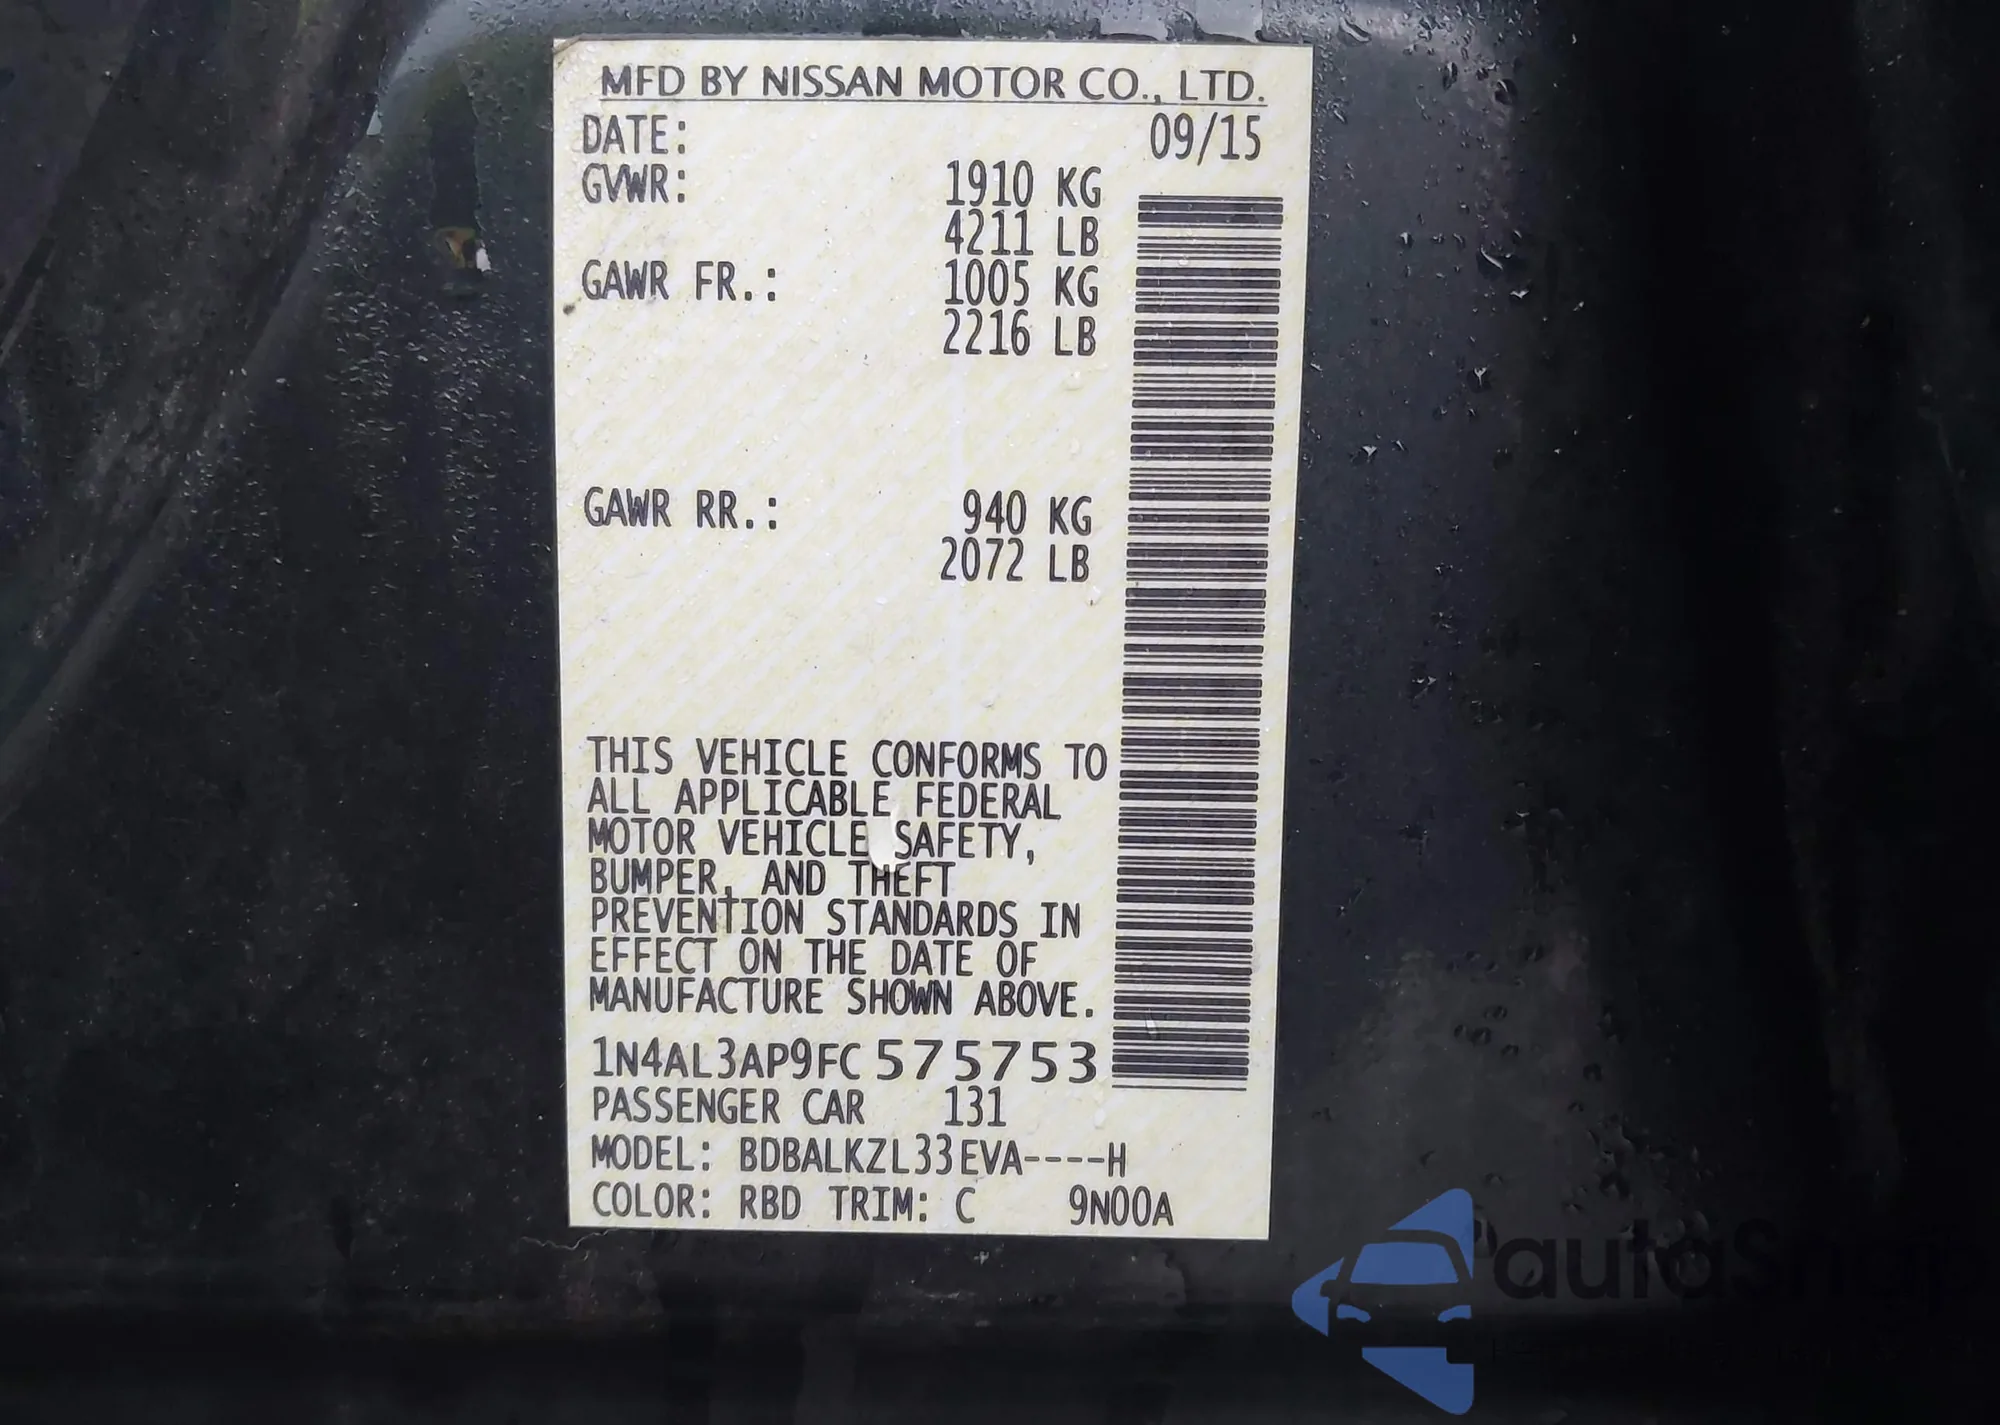 MFD BY NISSAN MOTOR CO., LTD.
DATE: 09/15
GVWR: 1910 KG
4211 LB
GAWR FR.: 1005 KG
2216 LB
GAWR RR.: 940 KG
2072 LB
THIS VEHICLE CONFORMS TO
ALL APPLICABLE FEDERAL
MOTOR VEHICLE SAFETY,
BUMPER, AND THEFT
PREVENTION STANDARDS IN
EFFECT ON THE DATE OF
MANUFACTURE SHOWN ABOVE.
1N4AL3AP9FC575753
PASSENGER CAR 131
MODEL: BDBALKZL33EVA----H
COLOR: RBD TRIM: C 9N00A
autoShop